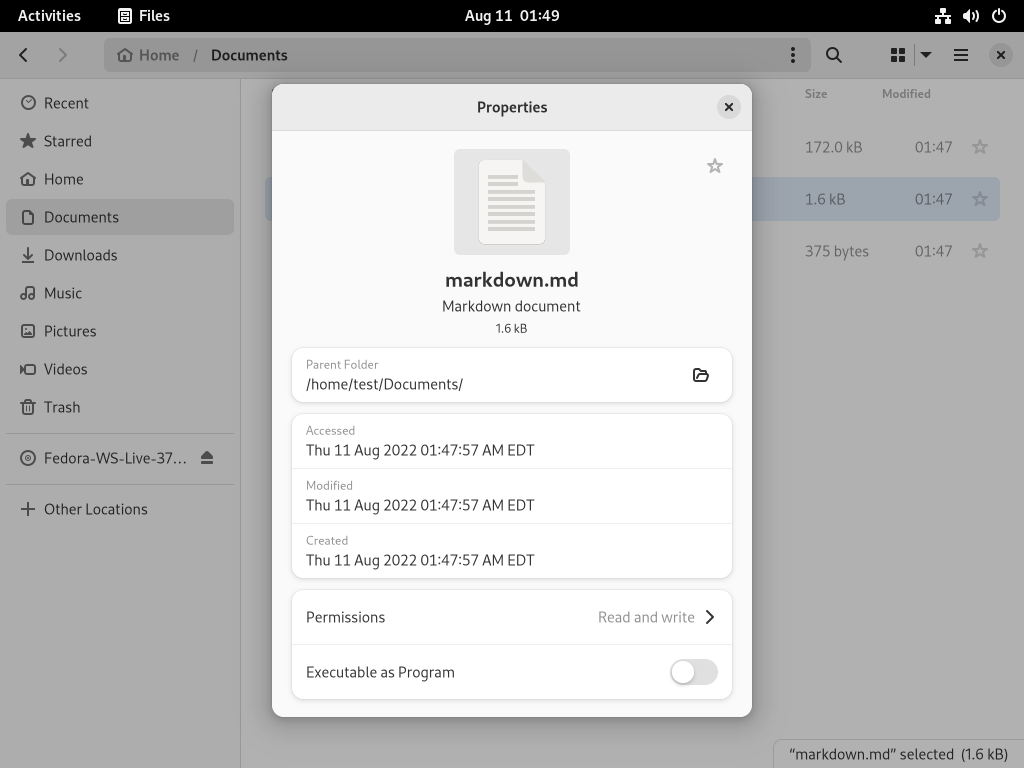 Activities Files Aug 11 01:49
Home / Documents
Recent
Starred
Home
Documents
Downloads
Music
Pictures
Videos
Trash
Fedora-WS-Live-37...
Other Locations
Size Modified
172.0 kB 01:47
1.6 kB 01:47
375 bytes 01:47
Properties
markdown.md
Markdown document
1.6 kB
Parent Folder
/home/test/Documents/
Accessed
Thu 11 Aug 2022 01:47:57 AM EDT
Modified
Thu 11 Aug 2022 01:47:57 AM EDT
Created
Thu 11 Aug 2022 01:47:57 AM EDT
Permissions Read and write
Executable as Program
“markdown.md” selected (1.6 kB)